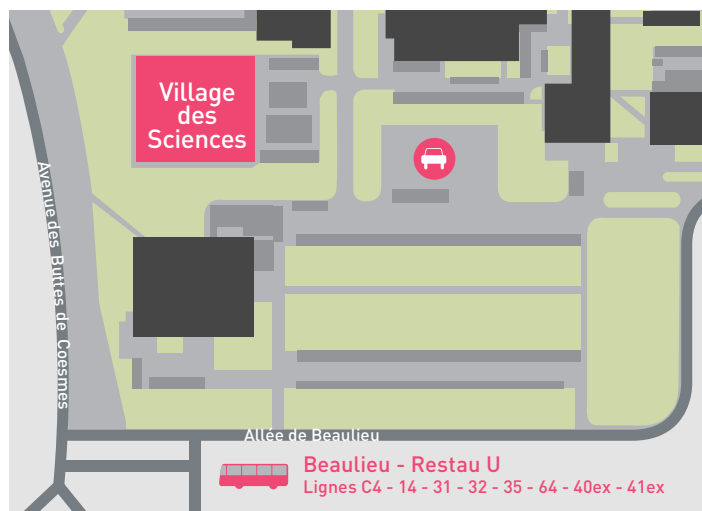 Village
des
Sciences
Avenue des Buttes de Coesmes
Allée de Beaulieu
Beaulieu - Restau U
Lignes C4 - 14 - 31 - 32 - 35 - 64 - 40ex - 41ex